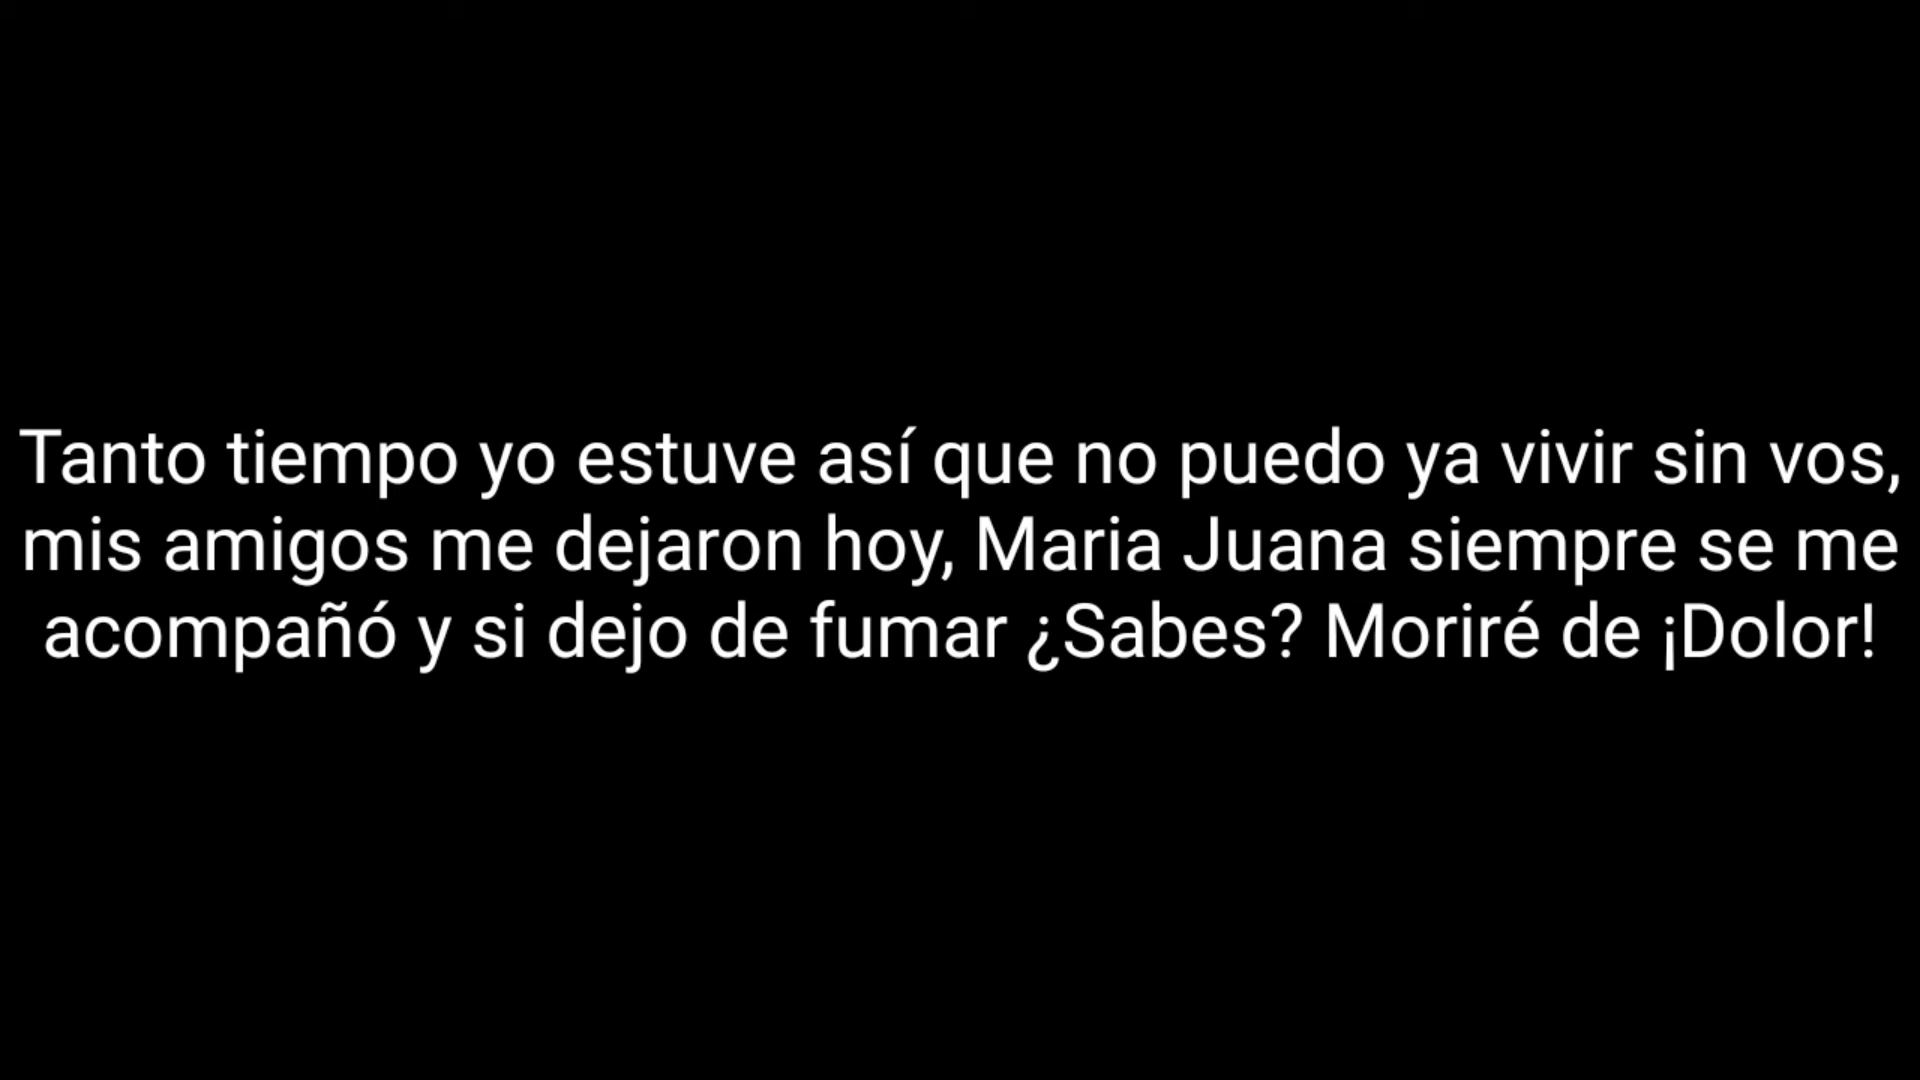 Tanto tiempo yo estuve así que no puedo ya vivir sin vos,
mis amigos me dejaron hoy, Maria Juana siempre se me
acompañó y si dejo de fumar ¿Sabes? Moriré de ¡Dolor!